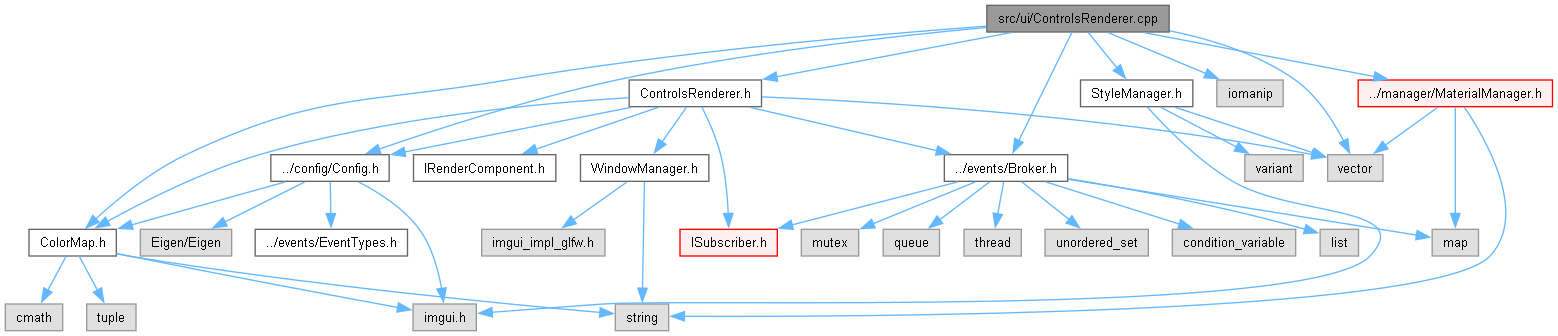 src/ui/ControlsRenderer.cpp
ControlsRenderer.h
StyleManager.h
iomanip
../manager/MaterialManager.h
../config/Config.h
IRenderComponent.h
WindowManager.h
../events/Broker.h
variant
vector
ColorMap.h
Eigen/Eigen
../events/EventTypes.h
imgui_impl_glfw.h
ISubscriber.h
mutex
queue
thread
unordered_set
condition_variable
list
map
cmath
tuple
imgui.h
string